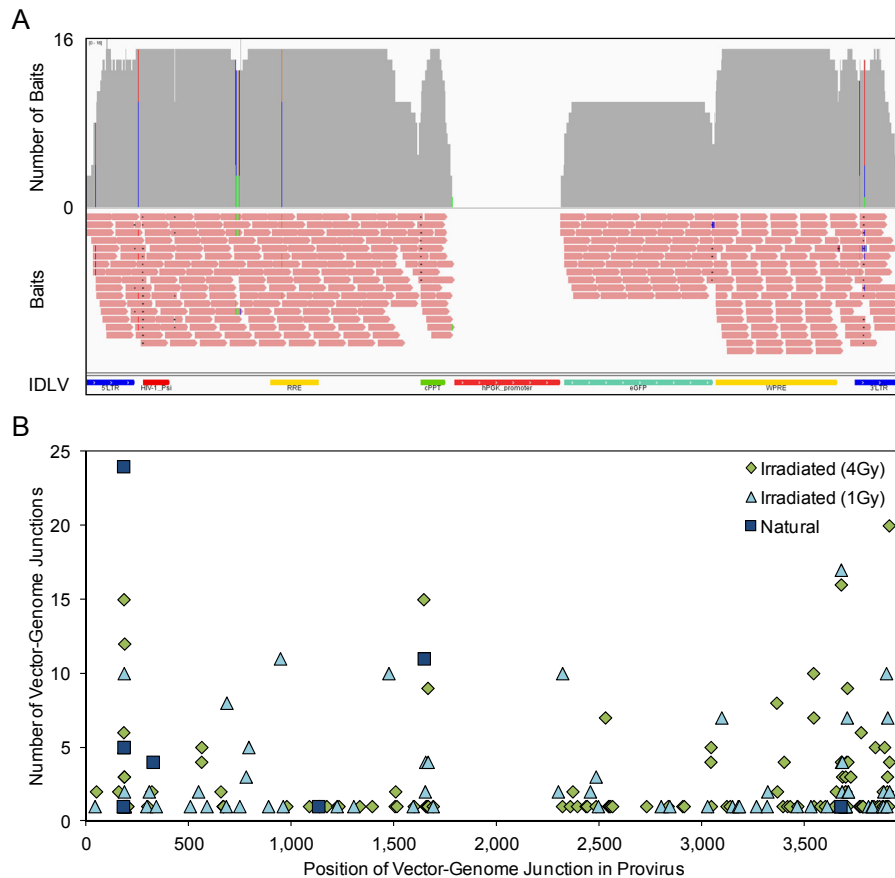 A
16
[0 - 16]
Number of Baits
0
Baits
IDLV
5'LTR
HIV-1_Psi
RRE
cPPT
hPGK_promoter
eGFP
WPRE
3'LTR
B
25
20
15
10
5
0
Number of Vector-Genome Junctions
Irradiated (4Gy)
Irradiated (1Gy)
Natural
0
500
1,000
1,500
2,000
2,500
3,000
3,500
Position of Vector-Genome Junction in Provirus